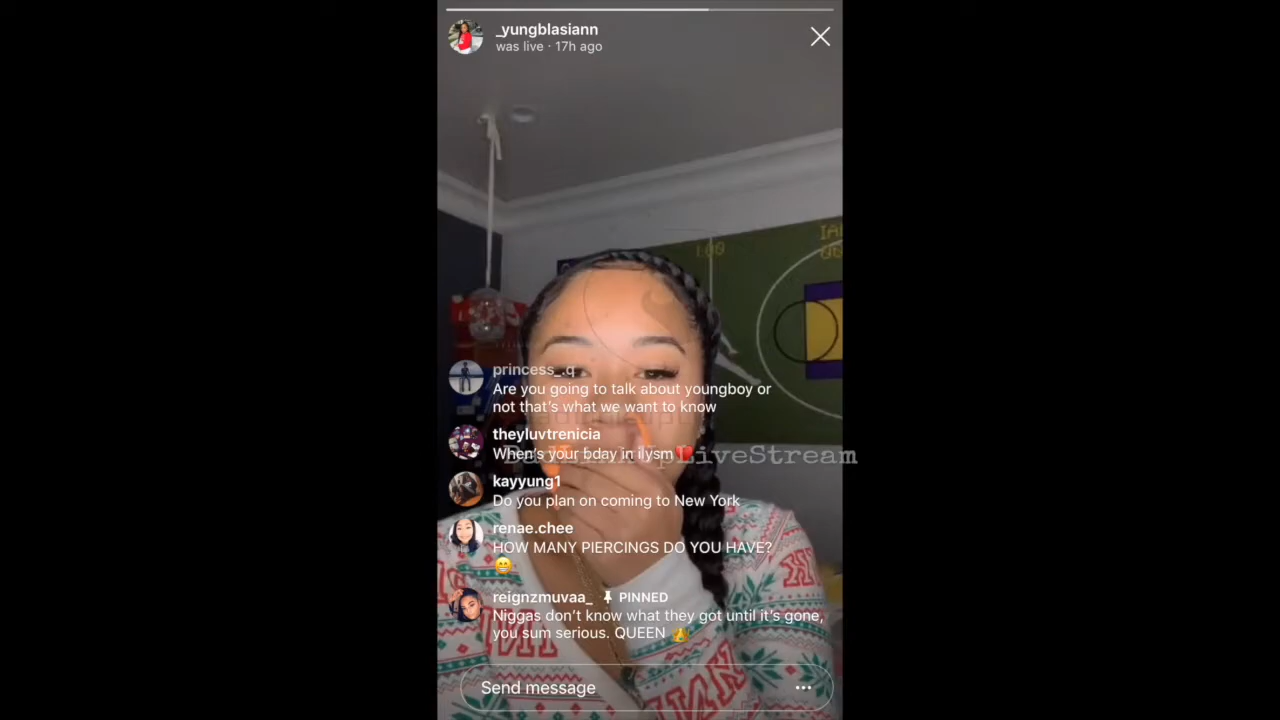 _yungblasiann
was live · 17h ago
1:00
princess_.q
Are you going to talk about youngboy or
not that's what we want to know
theyluvtrenicia
When's your bday in ilysm❤️
LiveStream
kayyung1
Do you plan on coming to New York
renae.chee
HOW MANY PIERCINGS DO YOU HAVE?
😁
reignzmuvaa_ 📌 PINNED
Niggas don't know what they got until it's gone,
you sum serious. QUEEN 👑
Send message